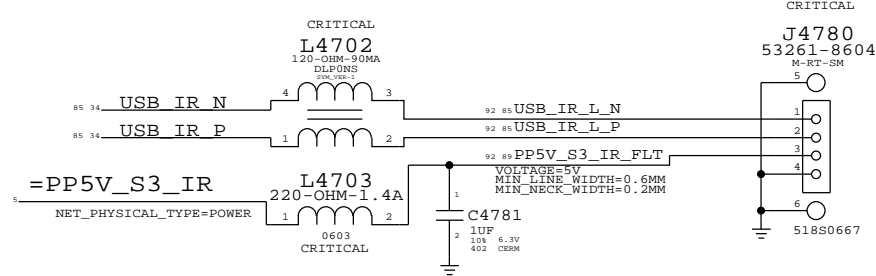 CRITICAL
L4702
120-OHM-90MA
DLP0NS
SYM_VER-1
4 3
85 34 USB_IR_N
85 34 USB_IR_P
1 2
92 85 USB_IR_L_N
92 85 USB_IR_L_P
92 89 PP5V_S3_IR_FLT
VOLTAGE=5V
MIN_LINE_WIDTH=0.6MM
MIN_NECK_WIDTH=0.2MM
5 =PP5V_S3_IR
NET_PHYSICAL_TYPE=POWER
L4703
220-OHM-1.4A
1 2
0603
CRITICAL
1
C4781
1UF
10% 6.3V
402 CERM
2
CRITICAL
J4780
53261-8604
M-RT-SM
5
1
2
3
4
6
518S0667